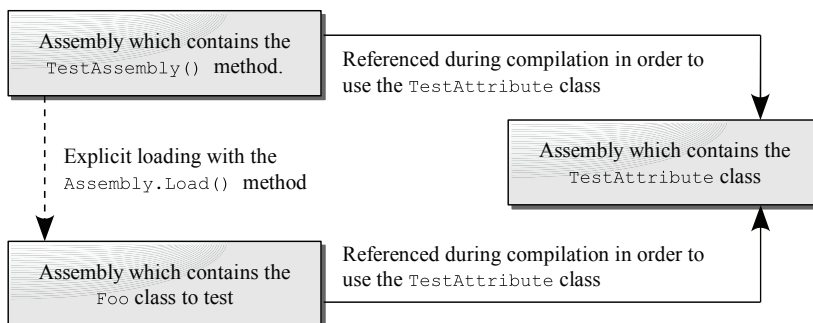 Assembly which contains the
TestAssembly() method.
Referenced during compilation in order to
use the TestAttribute class
Explicit loading with the
Assembly.Load() method
Assembly which contains the
TestAttribute class
Assembly which contains the
Foo class to test
Referenced during compilation in order to
use the TestAttribute class